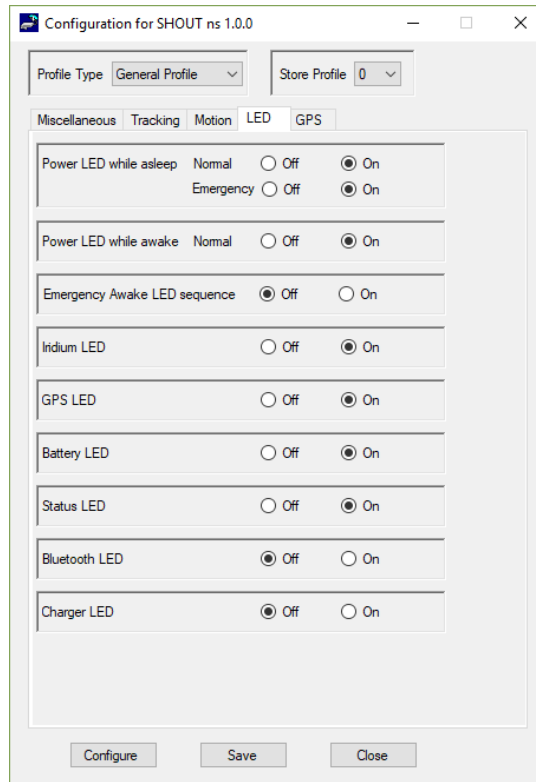 Configuration for SHOUT ns 1.0.0
Profile Type General Profile Store Profile 0
Miscellaneous Tracking Motion LED GPS
Power LED while asleep Normal Off On
Emergency Off On
Power LED while awake Normal Off On
Emergency Awake LED sequence Off On
Iridium LED Off On
GPS LED Off On
Battery LED Off On
Status LED Off On
Bluetooth LED Off On
Charger LED Off On
Configure Save Close